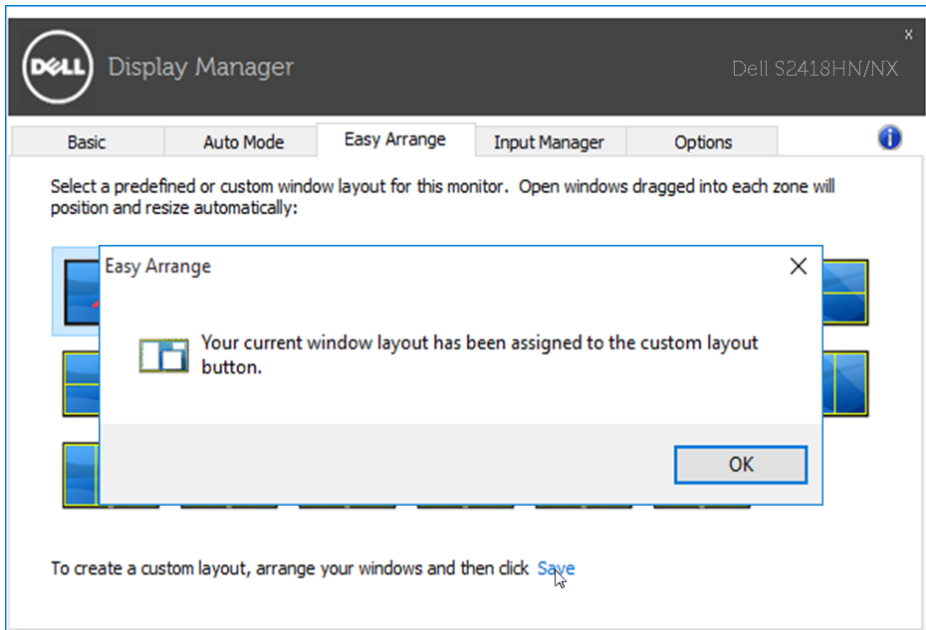 DELL
Display Manager
x
Dell S2418HN/NX
Basic
Auto Mode
Easy Arrange
Input Manager
Options
i
Select a predefined or custom window layout for this monitor. Open windows dragged into each zone will
position and resize automatically:
Easy Arrange
Your current window layout has been assigned to the custom layout
button.
OK
To create a custom layout, arrange your windows and then click Save